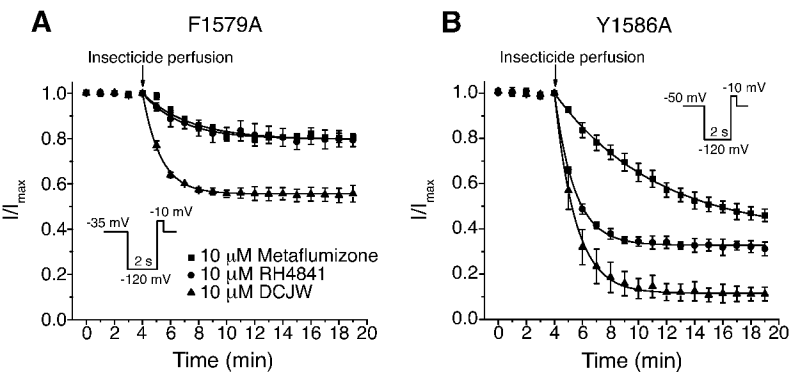 A
F1579A
Insecticide perfusion
1.0
0.8
0.6
0.4
0.2
0.0
I/Imax
-35 mV
-10 mV
2 s
-120 mV
■ 10 µM Metaflumizone
● 10 µM RH4841
▲ 10 µM DCJW
0 2 4 6 8 10 12 14 16 18 20
Time (min)
B
Y1586A
Insecticide perfusion
1.0
0.8
0.6
0.4
0.2
0.0
I/Imax
-50 mV
-10 mV
2 s
-120 mV
0 2 4 6 8 10 12 14 16 18 20
Time (min)